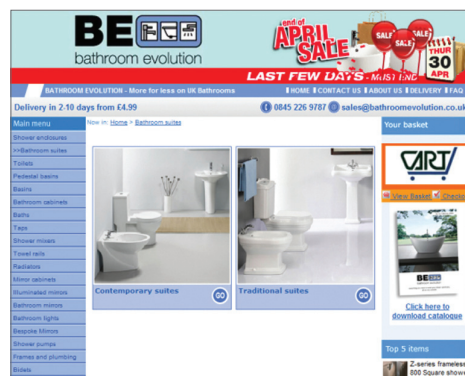 BE
bathroom evolution
end of
APRIL
SALE
SALE
SALE
SALE
THUR
30
APR
LAST FEW DAYS - MUST END
BATHROOM EVOLUTION - More for less on UK Bathrooms
HOME
CONTACT US
ABOUT US
DELIVERY
FAQ
Delivery in 2-10 days from £4.99
0845 226 9787
sales@bathroomevolution.co.uk
Main menu
Now in: Home > Bathroom suites
Your basket
Shower enclosures
>>Bathroom suites
Toilets
Pedestal basins
Basins
Bathroom cabinets
Baths
Taps
Shower mixers
Towel rails
Radiators
Mirror cabinets
Illuminated mirrors
Bathroom mirrors
Bathroom lights
Bespoke Mirrors
Shower pumps
Frames and plumbing
Bidets
Contemporary suites
GO
Traditional suites
GO
CART
View Basket
Checko
BE
Click here to
download catalogue
Top 5 items
Z-series frameless
800 Square showe